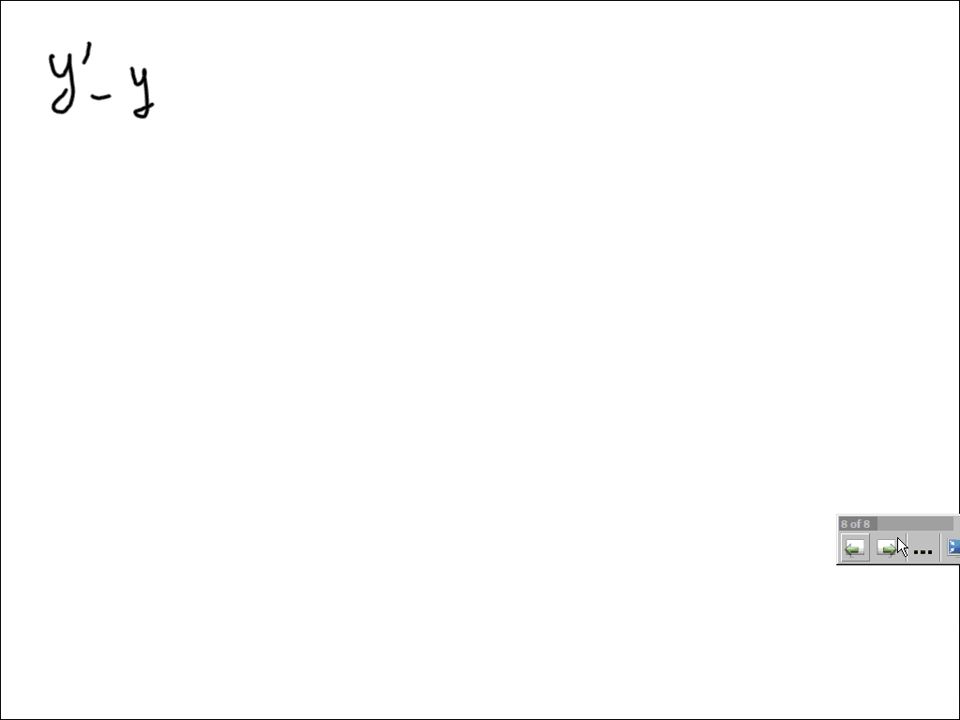 y' - y
8 of 8
...